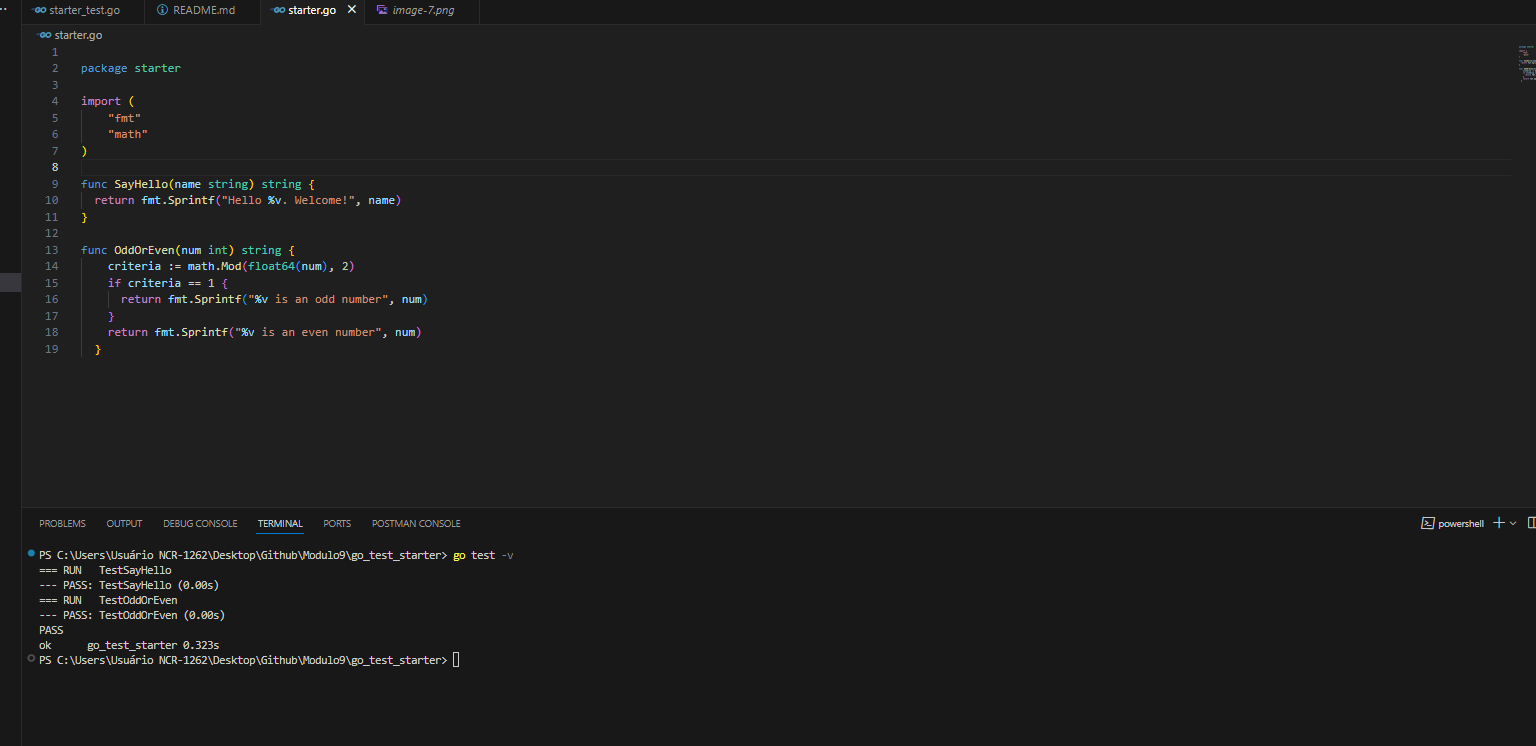 starter_test.go README.md starter.go image-7.png
starter.go
1
2 package starter
3
4 import (
5 "fmt"
6 "math"
7 )
8
9 func SayHello(name string) string {
10 return fmt.Sprintf("Hello %v. Welcome!", name)
11 }
12
13 func OddOrEven(num int) string {
14 criteria := math.Mod(float64(num), 2)
15 if criteria == 1 {
16 return fmt.Sprintf("%v is an odd number", num)
17 }
18 return fmt.Sprintf("%v is an even number", num)
19 }
PROBLEMS OUTPUT DEBUG CONSOLE TERMINAL PORTS POSTMAN CONSOLE powershell
PS C:\Users\Usuário NCR-1262\Desktop\Github\Modulo9\go_test_starter> go test -v
=== RUN TestSayHello
--- PASS: TestSayHello (0.00s)
=== RUN TestOddOrEven
--- PASS: TestOddOrEven (0.00s)
PASS
ok go_test_starter 0.323s
PS C:\Users\Usuário NCR-1262\Desktop\Github\Modulo9\go_test_starter>